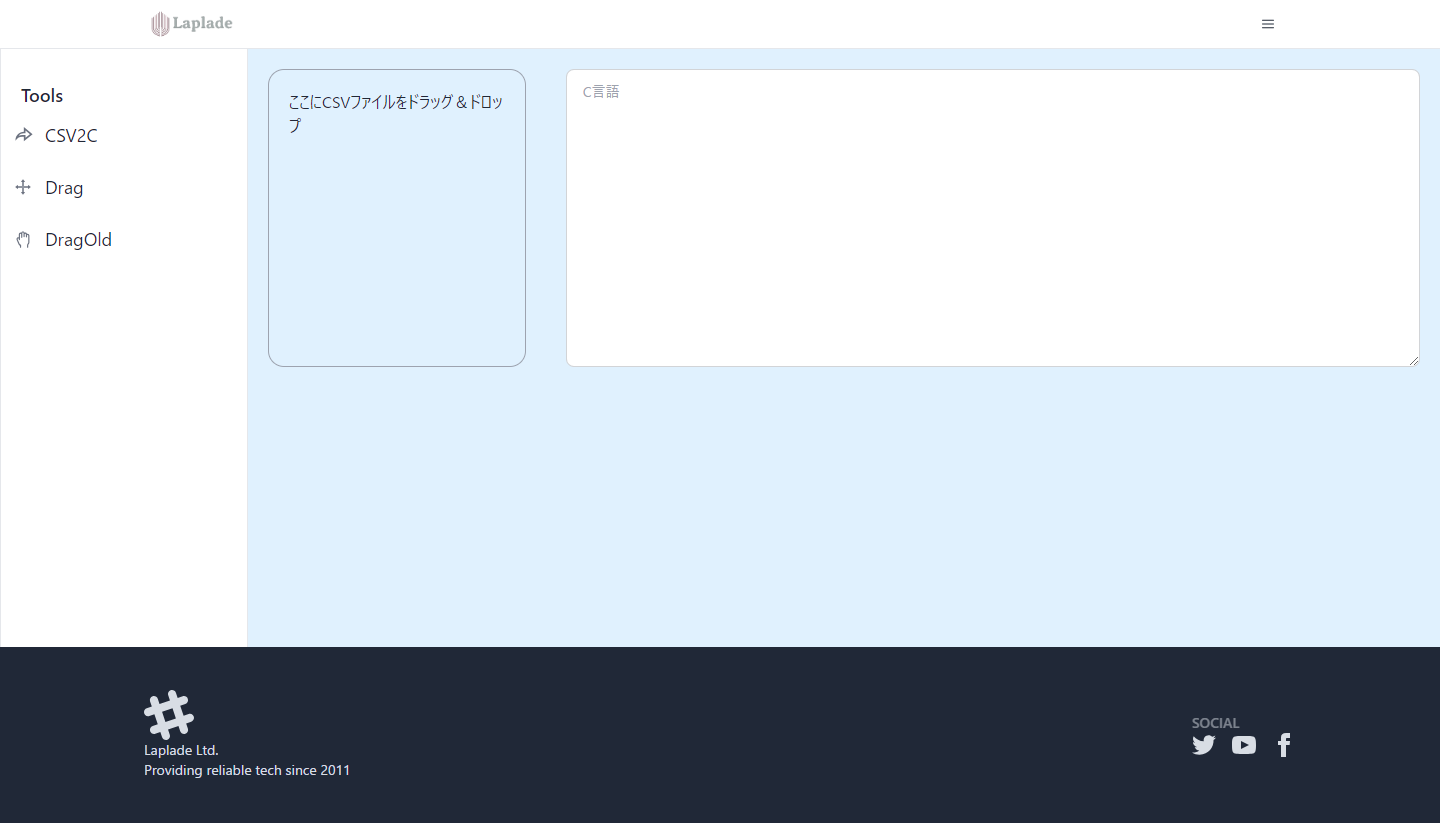 Laplade
Tools
CSV2C
Drag
DragOld
ここにCSVファイルをドラッグ＆ドロッ
プ
C言語
Laplade Ltd.
Providing reliable tech since 2011
SOCIAL